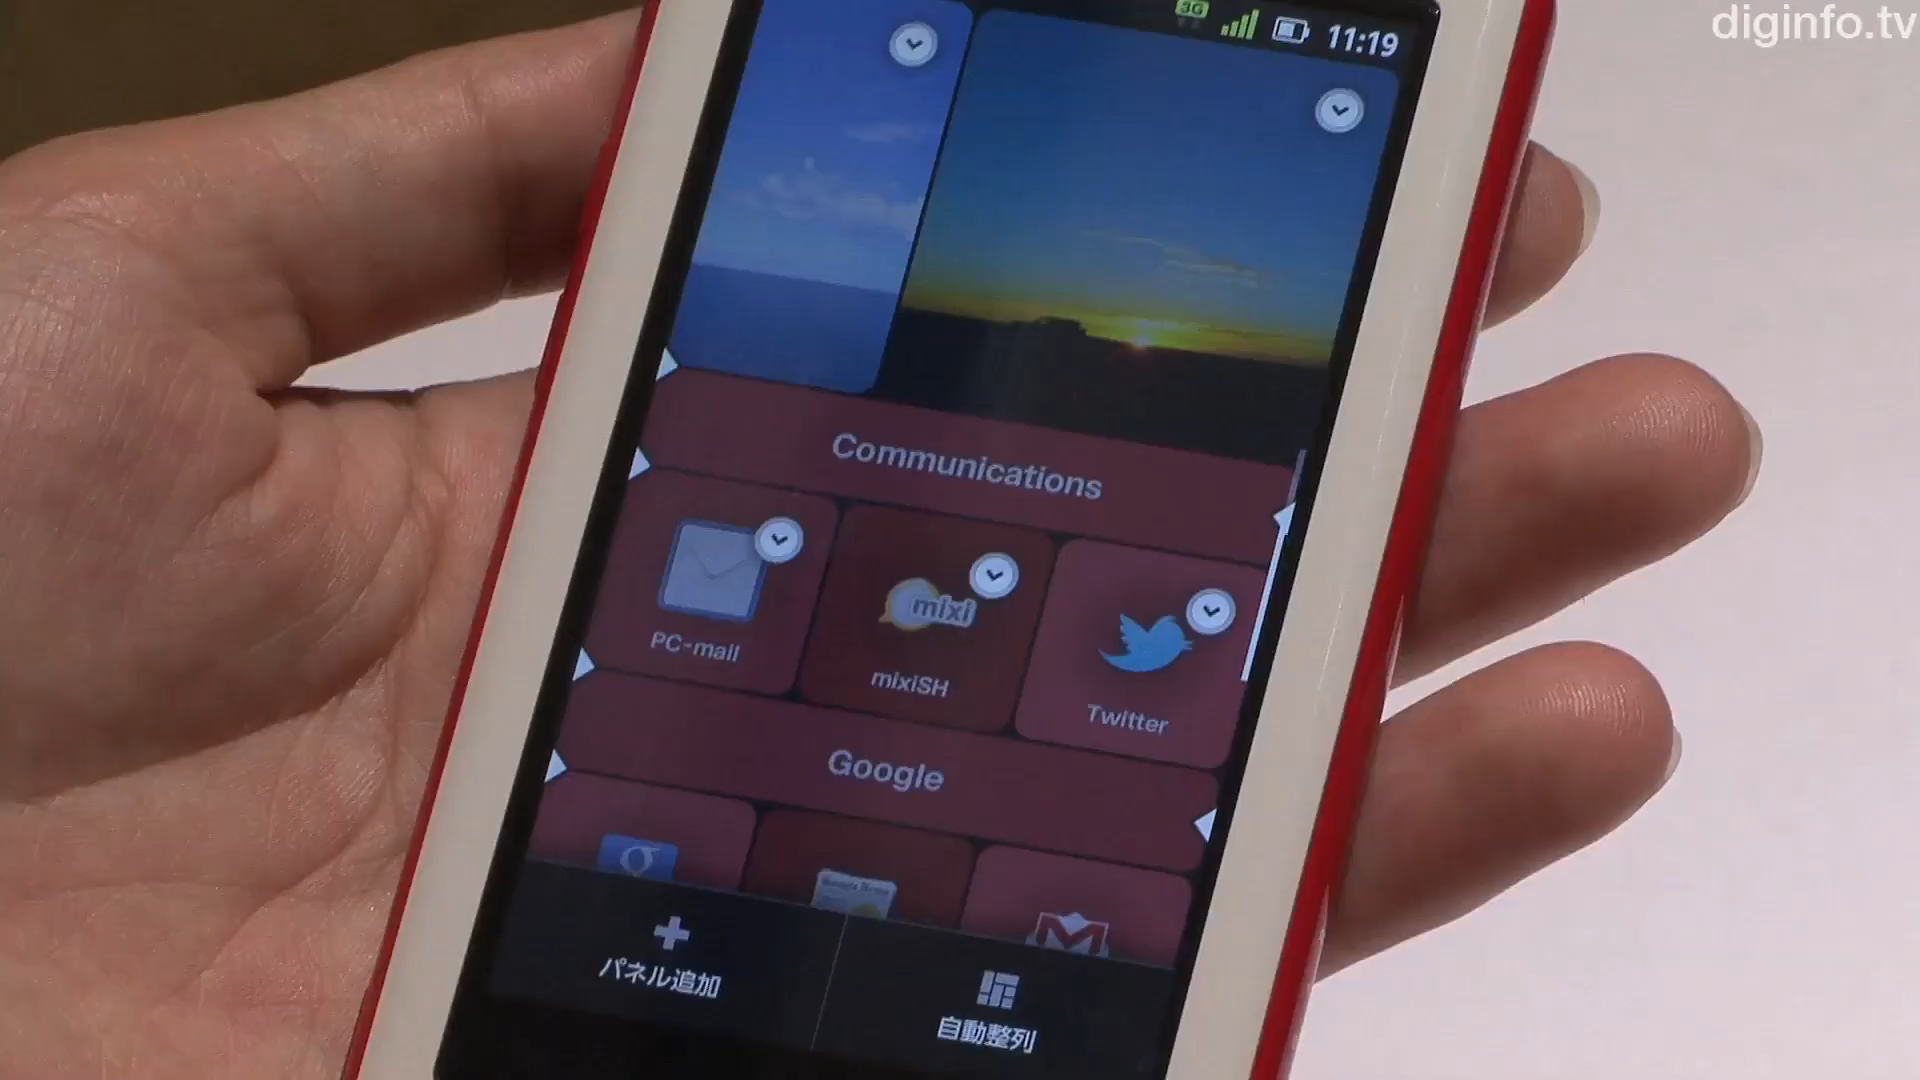 diginfo.tv
3G
11:19
Communications
PC-mail
mixi
mixiSH
Twitter
Google
パネル追加
自動整列